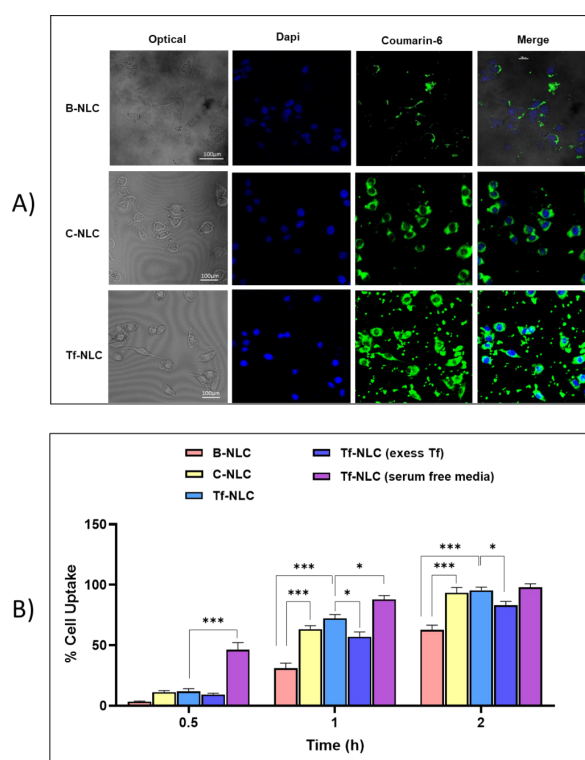 A)
Optical Dapi Coumarin-6 Merge
B-NLC
100μm
C-NLC
100μm
Tf-NLC
100μm
B)
B-NLC Tf-NLC (exess Tf)
C-NLC Tf-NLC (serum free media)
Tf-NLC
150
100
50
0
% Cell Uptake
*** *** *** * * *** *** *
0.5 1 2
Time (h)